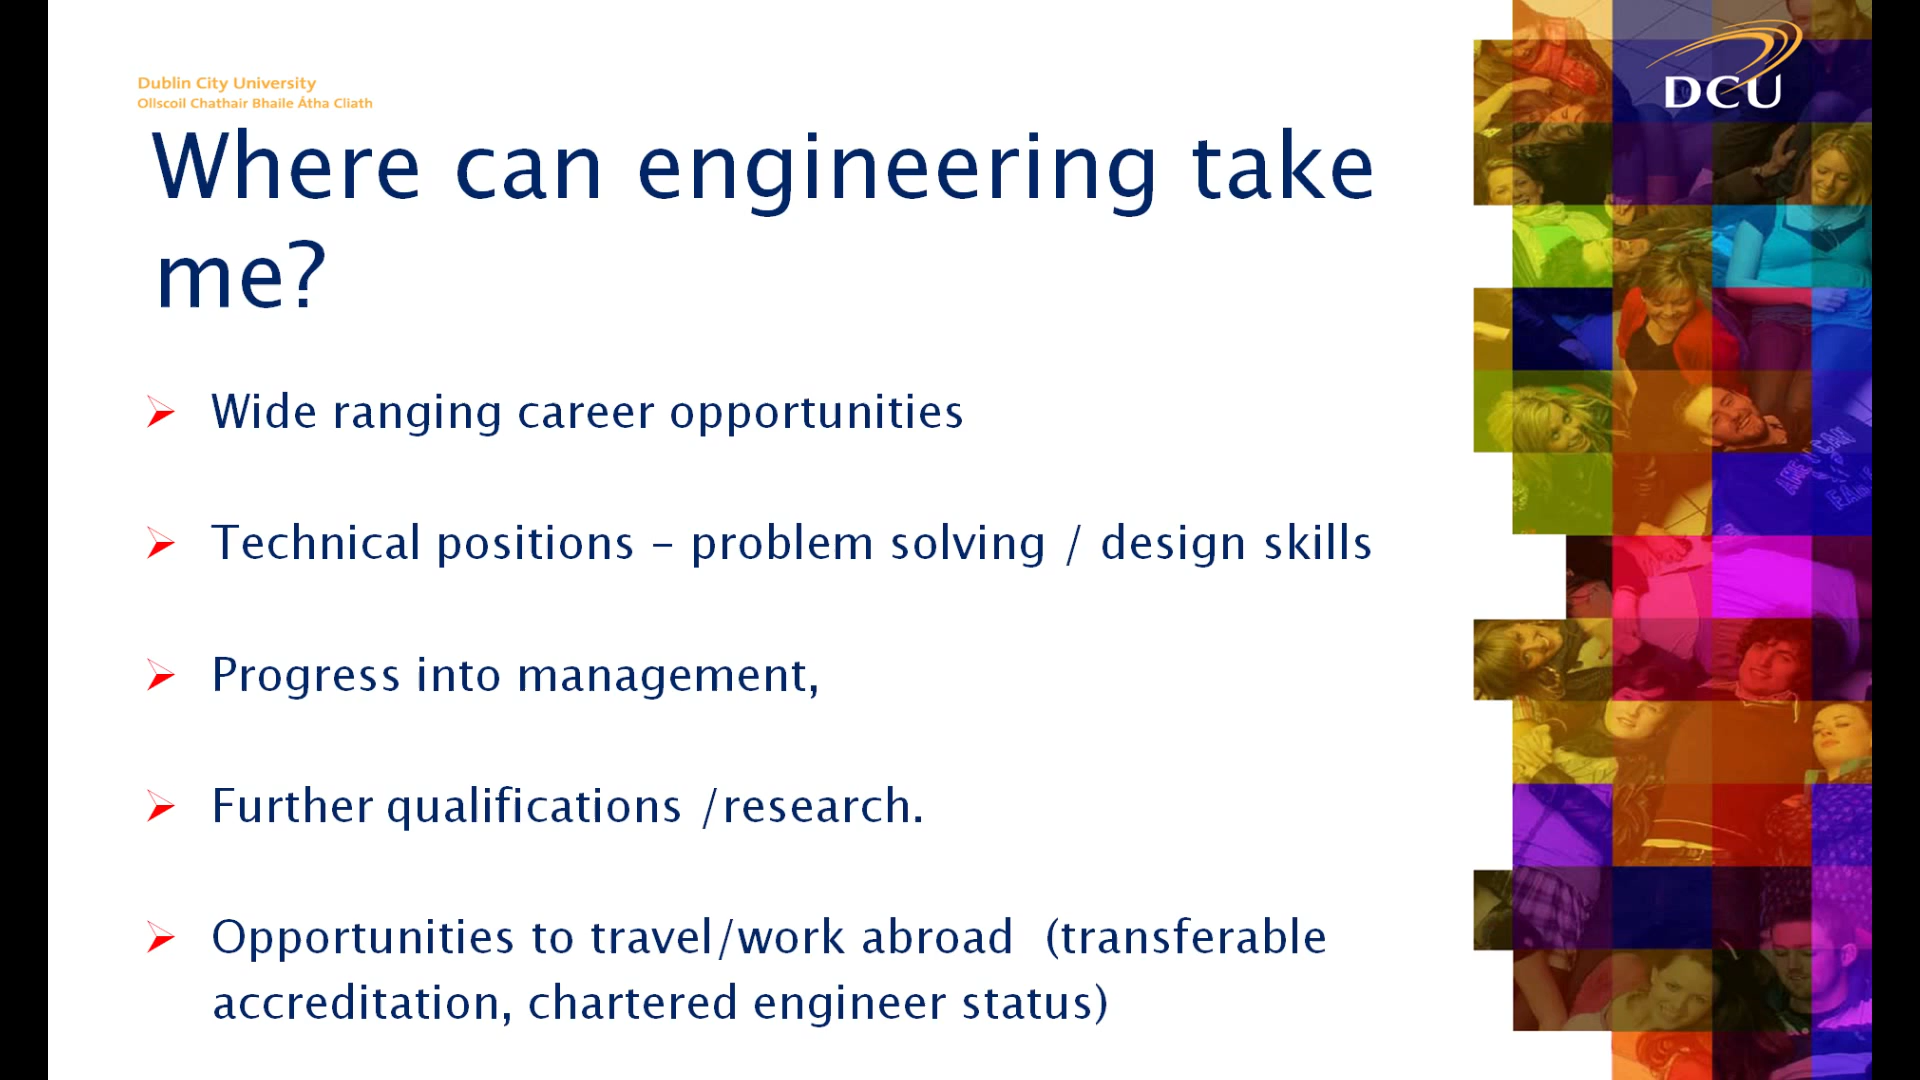 Dublin City University
Ollscoil Chathair Bhaile Átha Cliath
DCU
Where can engineering take
me?
Wide ranging career opportunities
Technical positions – problem solving / design skills
Progress into management,
Further qualifications /research.
Opportunities to travel/work abroad (transferable
accreditation, chartered engineer status)